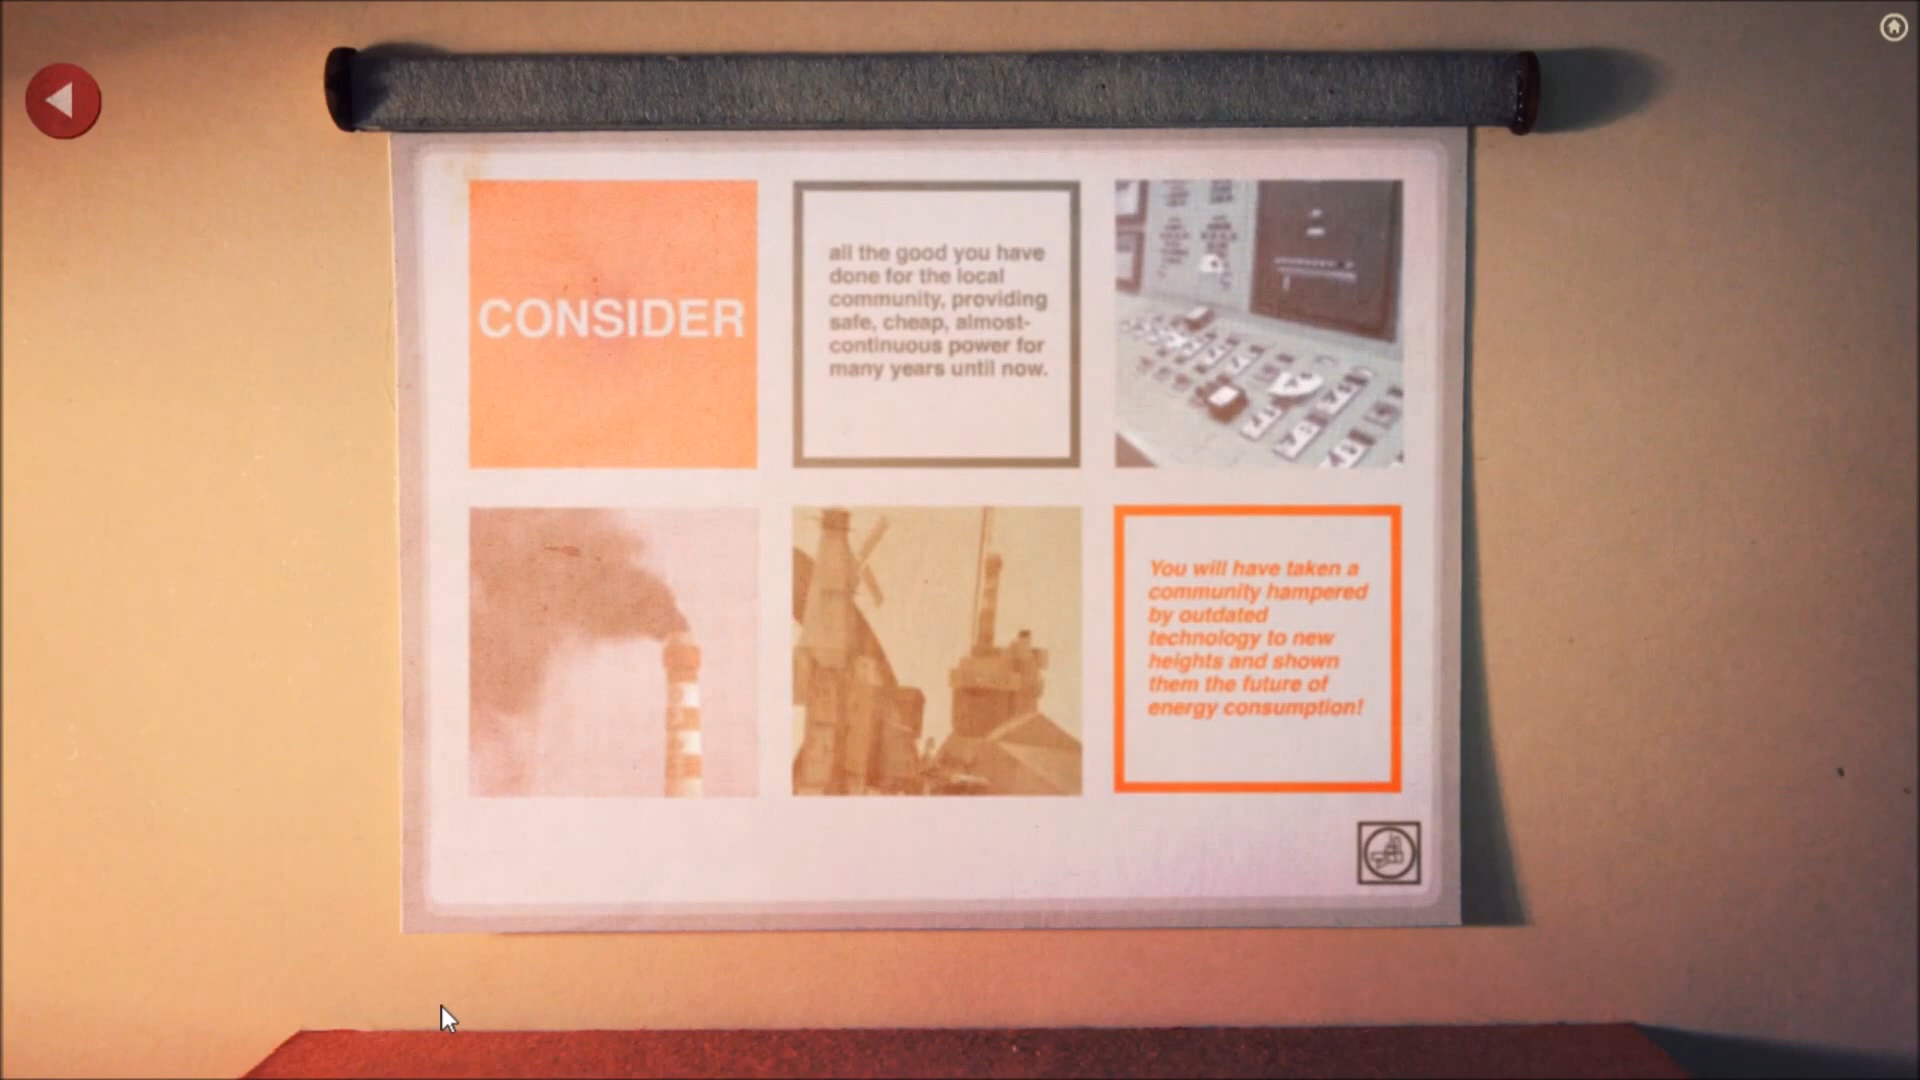 CONSIDER
all the good you have
done for the local
community, providing
safe, cheap, almost-
continuous power for
many years until now.
You will have taken a
community hampered
by outdated
technology to new
heights and shown
them the future of
energy consumption!